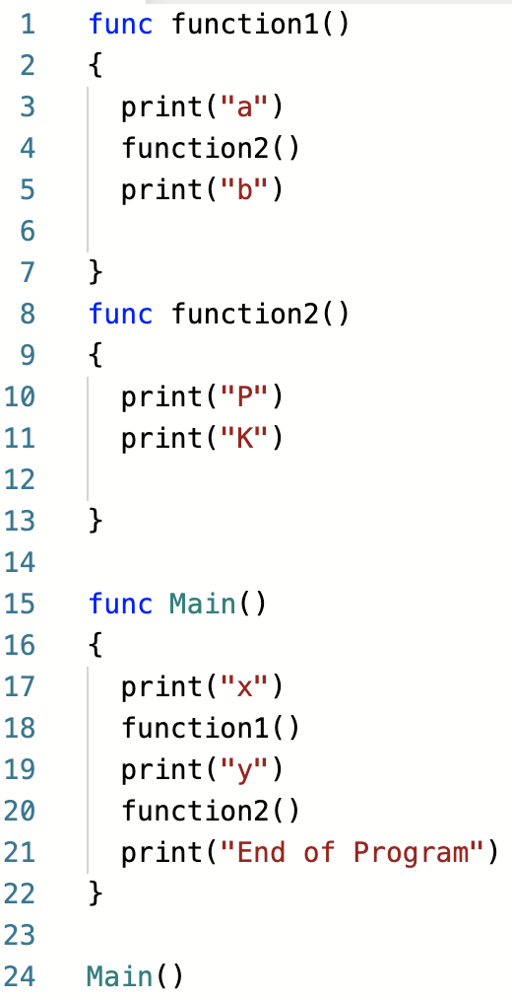 1 func function1()
2 {
3 print("a")
4 function2()
5 print("b")
6
7 }
8 func function2()
9 {
10 print("P")
11 print("K")
12
13 }
14
15 func Main()
16 {
17 print("x")
18 function1()
19 print("y")
20 function2()
21 print("End of Program")
22 }
23
24 Main()